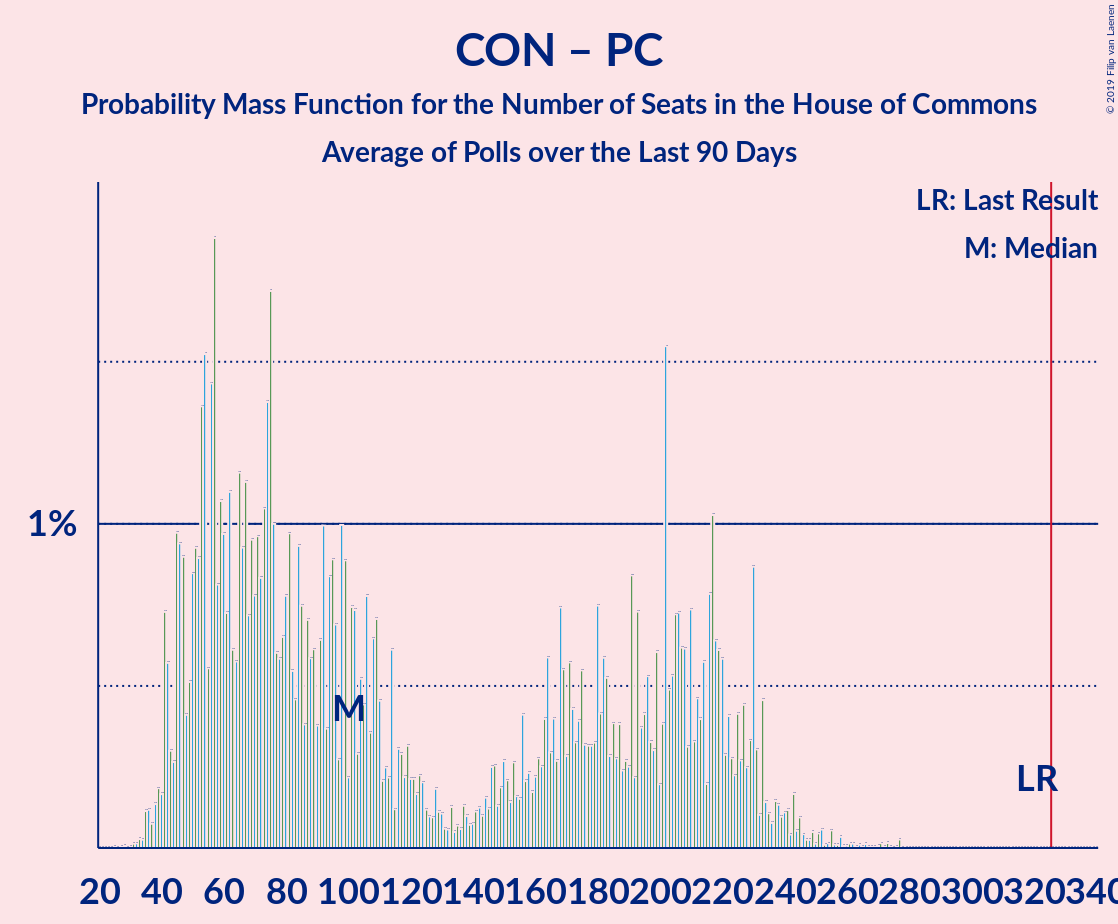 CON – PC
Probability Mass Function for the Number of Seats in the House of Commons
Average of Polls over the Last 90 Days
© 2019 Filip van Laenen
LR: Last Result
M: Median
1%
M
LR
20 40 60 80 100 120 140 160 180 200 220 240 260 280 300 320 340